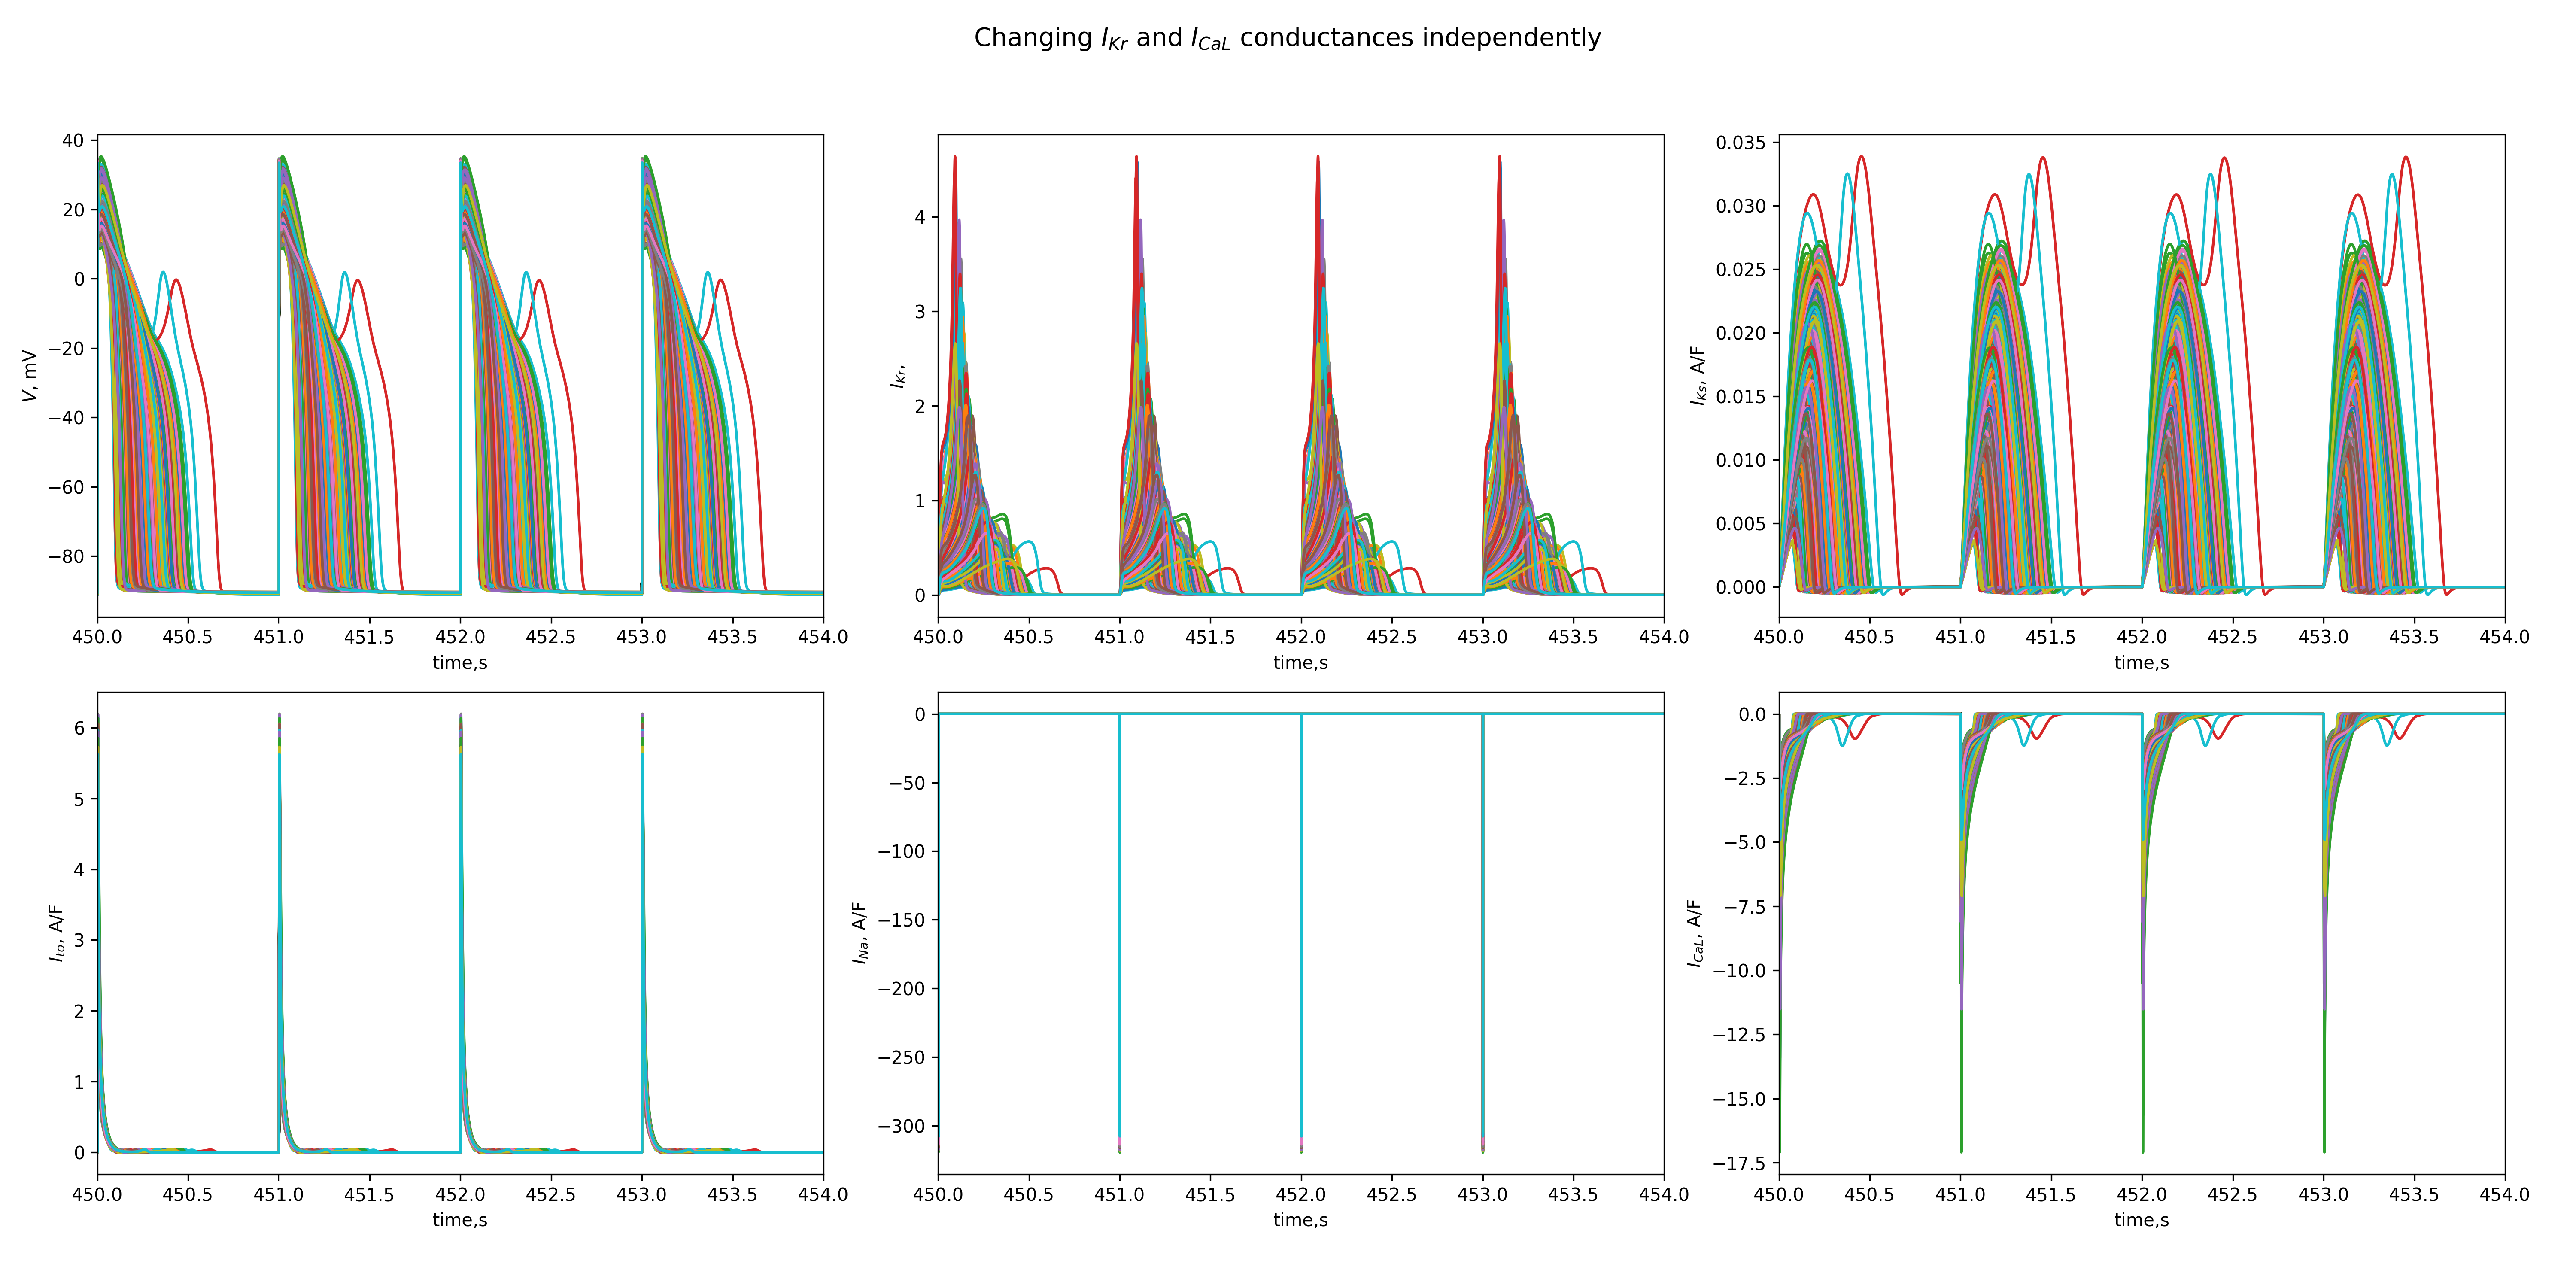 Changing I_Kr and I_CaL conductances independently
40
20
0
−20
−40
−60
−80
V, mV
450.0 450.5 451.0 451.5 452.0 452.5 453.0 453.5 454.0
time,s
4
3
2
1
0
I_Kr,
450.0 450.5 451.0 451.5 452.0 452.5 453.0 453.5 454.0
time,s
0.035
0.030
0.025
0.020
0.015
0.010
0.005
0.000
I_Ks, A/F
450.0 450.5 451.0 451.5 452.0 452.5 453.0 453.5 454.0
time,s
6
5
4
3
2
1
0
I_to, A/F
450.0 450.5 451.0 451.5 452.0 452.5 453.0 453.5 454.0
time,s
0
−50
−100
−150
−200
−250
−300
I_Na, A/F
450.0 450.5 451.0 451.5 452.0 452.5 453.0 453.5 454.0
time,s
0.0
−2.5
−5.0
−7.5
−10.0
−12.5
−15.0
−17.5
I_CaL, A/F
450.0 450.5 451.0 451.5 452.0 452.5 453.0 453.5 454.0
time,s